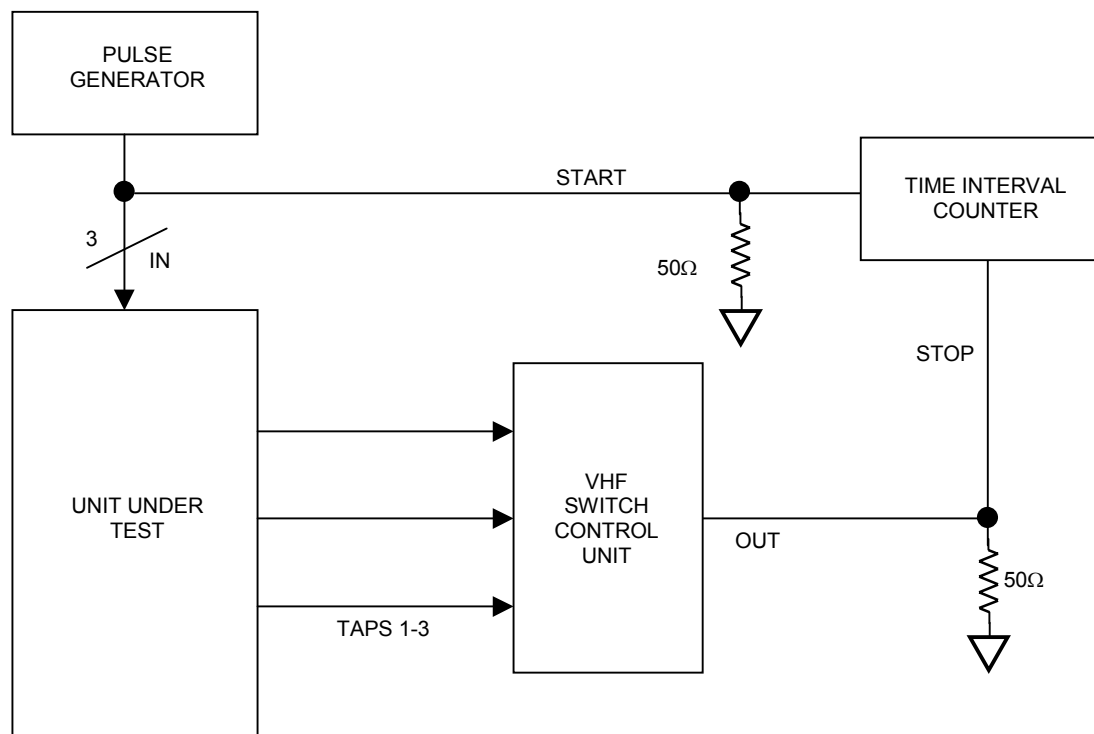 PULSE
GENERATOR
START
TIME INTERVAL
COUNTER
3
IN
50Ω
STOP
UNIT UNDER
TEST
VHF
SWITCH
CONTROL
UNIT
OUT
50Ω
TAPS 1-3